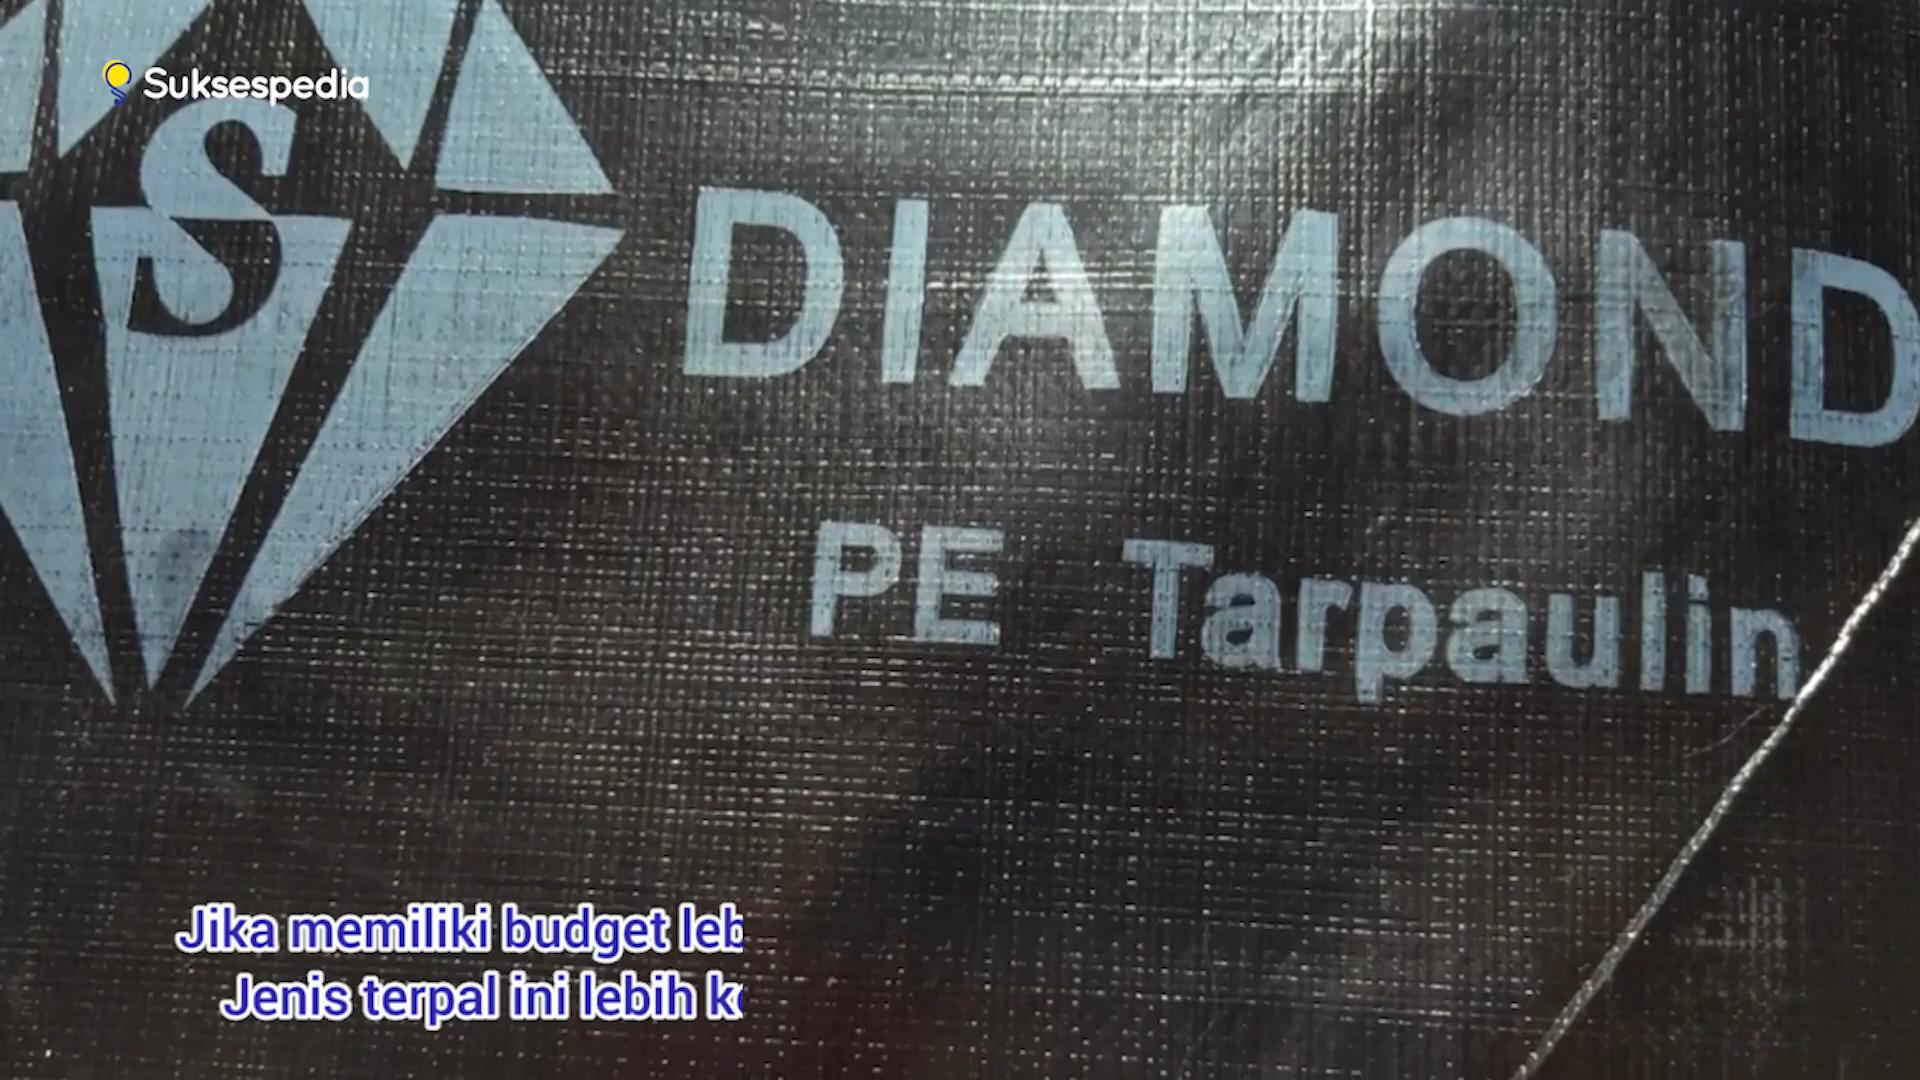 Suksespedia
S
DIAMOND
PE Tarpaulin
Jika memiliki budget
Jenis terpal ini lebih